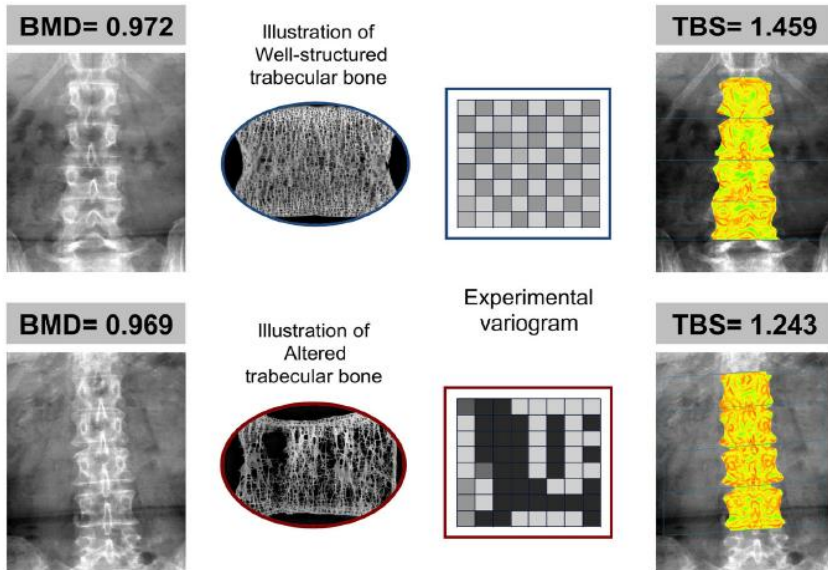 BMD= 0.972
Illustration of
Well-structured
trabecular bone
TBS= 1.459
BMD= 0.969
Illustration of
Altered
trabecular bone
Experimental
variogram
TBS= 1.243